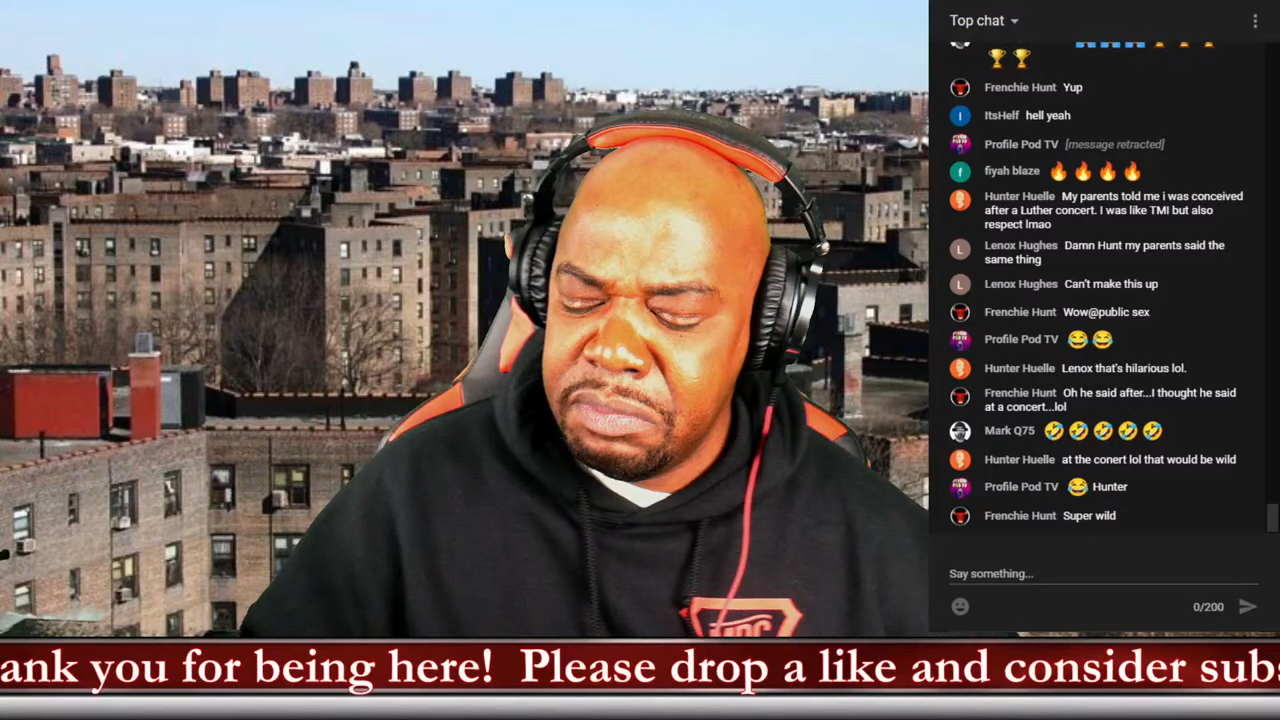 Top chat
Frenchie Hunt Yup
ItsHelf hell yeah
Profile Pod TV [message retracted]
fiyah blaze
Hunter Huelle My parents told me i was conceived
after a Luther concert. I was like TMI but also
respect lmao
Lenox Hughes Damn Hunt my parents said the
same thing
Lenox Hughes Can't make this up
Frenchie Hunt Wow@public sex
Profile Pod TV
Hunter Huelle Lenox that's hilarious lol.
Frenchie Hunt Oh he said after...I thought he said
at a concert...lol
Mark Q75
Hunter Huelle at the conert lol that would be wild
Profile Pod TV 😂 Hunter
Frenchie Hunt Super wild
Say something...
0/200
ank you for being here! Please drop a like and consider subs